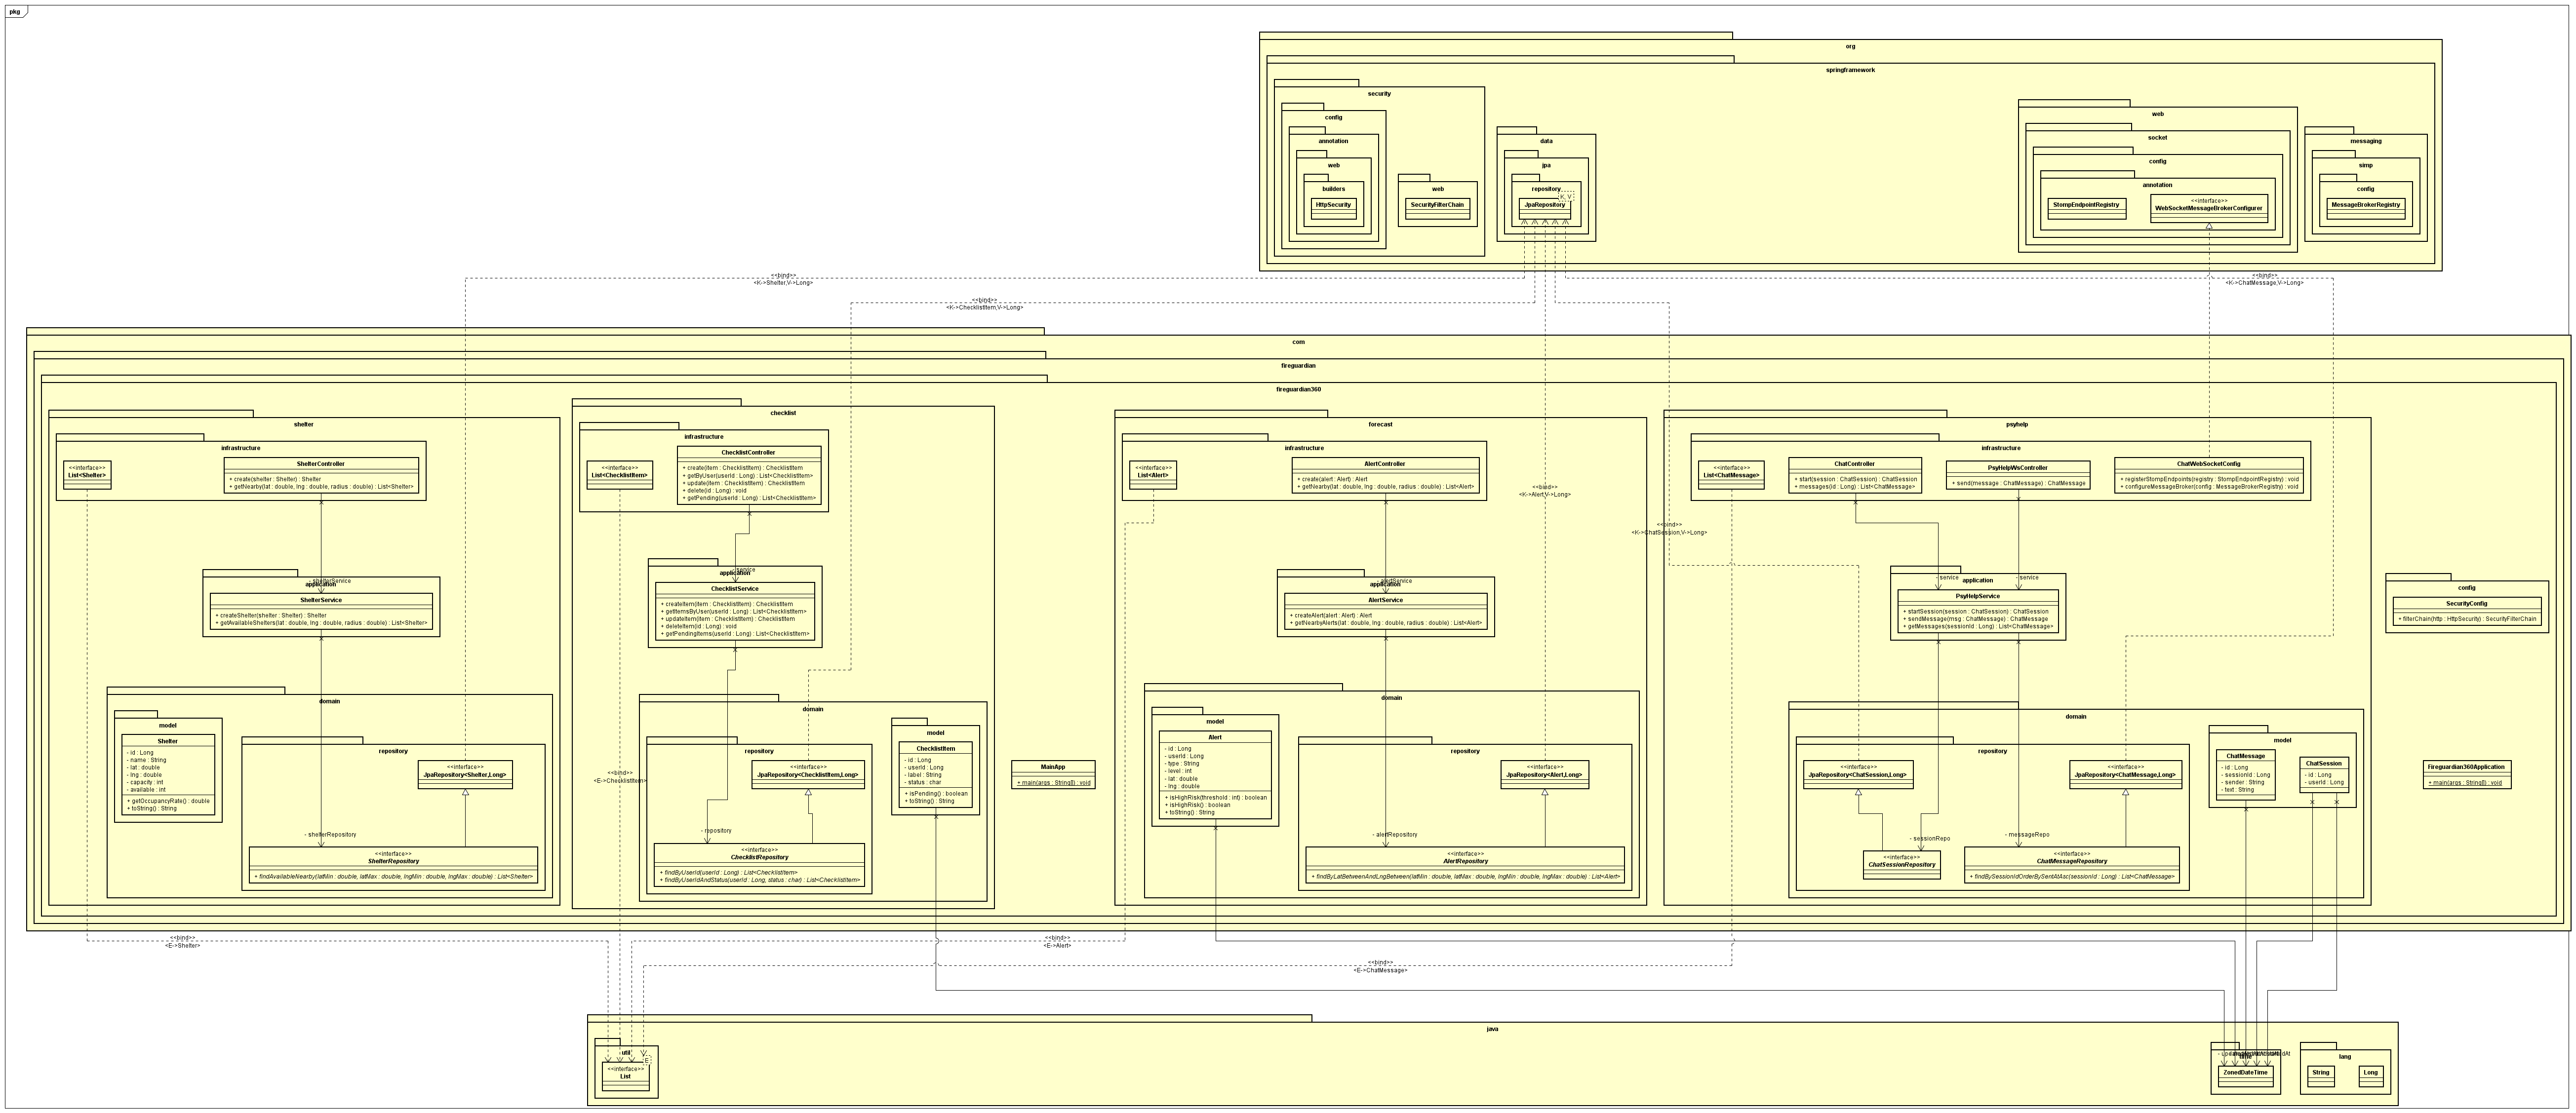 pkg
org
springframework
security
config
annotation
web
builders
HttpSecurity
web
SecurityFilterChain
data
jpa
repository
K, V
JpaRepository
web
socket
config
annotation
StompEndpointRegistry
<<interface>>
WebSocketMessageBrokerConfigurer
messaging
simp
config
MessageBrokerRegistry
<<bind>>
<K->Shelter,V->Long>
<<bind>>
<K->ChecklistItem,V->Long>
<<bind>>
<K->ChatMessage,V->Long>
com
fireguardian
fireguardian360
shelter
infrastructure
<<interface>>
List<Shelter>
ShelterController
+ create(shelter : Shelter) : Shelter
+ getNearby(lat : double, lng : double, radius : double) : List<Shelter>
- shelterService
application
ShelterService
+ createShelter(shelter : Shelter) : Shelter
+ getAvailableShelters(lat : double, lng : double, radius : double) : List<Shelter>
domain
model
Shelter
- id : Long
- name : String
- lat : double
- lng : double
- capacity : int
- available : int
+ getOccupancyRate() : double
+ toString() : String
repository
<<interface>>
JpaRepository<Shelter,Long>
- shelterRepository
<<interface>>
ShelterRepository
+ findAvailableNearby(latMin : double, latMax : double, lngMin : double, lngMax : double) : List<Shelter>
checklist
infrastructure
<<interface>>
List<ChecklistItem>
ChecklistController
+ create(item : ChecklistItem) : ChecklistItem
+ getByUser(userId : Long) : List<ChecklistItem>
+ update(item : ChecklistItem) : ChecklistItem
+ delete(id : Long) : void
+ getPending(userId : Long) : List<ChecklistItem>
- service
application
ChecklistService
+ createItem(item : ChecklistItem) : ChecklistItem
+ getItemsByUser(userId : Long) : List<ChecklistItem>
+ updateItem(item : ChecklistItem) : ChecklistItem
+ deleteItem(id : Long) : void
+ getPendingItems(userId : Long) : List<ChecklistItem>
domain
repository
<<interface>>
JpaRepository<ChecklistItem,Long>
- repository
<<interface>>
ChecklistRepository
+ findByUserId(userId : Long) : List<ChecklistItem>
+ findByUserIdAndStatus(userId : Long, status : char) : List<ChecklistItem>
model
ChecklistItem
- id : Long
- userId : Long
- label : String
- status : char
+ isPending() : boolean
+ toString() : String
<<bind>>
<E->ChecklistItem>
MainApp
+ main(args : String[]) : void
forecast
infrastructure
<<interface>>
List<Alert>
AlertController
+ create(alert : Alert) : Alert
+ getNearby(lat : double, lng : double, radius : double) : List<Alert>
<<bind>>
<K->Alert,V->Long>
- alertService
application
AlertService
+ createAlert(alert : Alert) : Alert
+ getNearbyAlerts(lat : double, lng : double, radius : double) : List<Alert>
domain
model
Alert
- id : Long
- userId : Long
- type : String
- level : int
- lat : double
- lng : double
+ isHighRisk(threshold : int) : boolean
+ isHighRisk() : boolean
+ toString() : String
repository
<<interface>>
JpaRepository<Alert,Long>
- alertRepository
<<interface>>
AlertRepository
+ findByLatBetweenAndLngBetween(latMin : double, latMax : double, lngMin : double, lngMax : double) : List<Alert>
<<bind>>
<K->ChatSession,V->Long>
psyhelp
infrastructure
<<interface>>
List<ChatMessage>
ChatController
+ start(session : ChatSession) : ChatSession
+ messages(id : Long) : List<ChatMessage>
PsyHelpWsController
+ send(message : ChatMessage) : ChatMessage
ChatWebSocketConfig
+ registerStompEndpoints(registry : StompEndpointRegistry) : void
+ configureMessageBroker(config : MessageBrokerRegistry) : void
- service
- service
application
PsyHelpService
+ startSession(session : ChatSession) : ChatSession
+ sendMessage(msg : ChatMessage) : ChatMessage
+ getMessages(sessionId : Long) : List<ChatMessage>
domain
repository
<<interface>>
JpaRepository<ChatSession,Long>
<<interface>>
JpaRepository<ChatMessage,Long>
- sessionRepo
- messageRepo
<<interface>>
ChatSessionRepository
<<interface>>
ChatMessageRepository
+ findBySessionIdOrderBySentAtAsc(sessionId : Long) : List<ChatMessage>
model
ChatMessage
- id : Long
- sessionId : Long
- sender : String
- text : String
ChatSession
- id : Long
- userId : Long
config
SecurityConfig
+ filterChain(http : HttpSecurity) : SecurityFilterChain
Fireguardian360Application
+ main(args : String[]) : void
<<bind>>
<E->Shelter>
<<bind>>
<E->Alert>
<<bind>>
<E->ChatMessage>
java
util
E
<<interface>>
List
time
ZonedDateTime
lang
String
Long